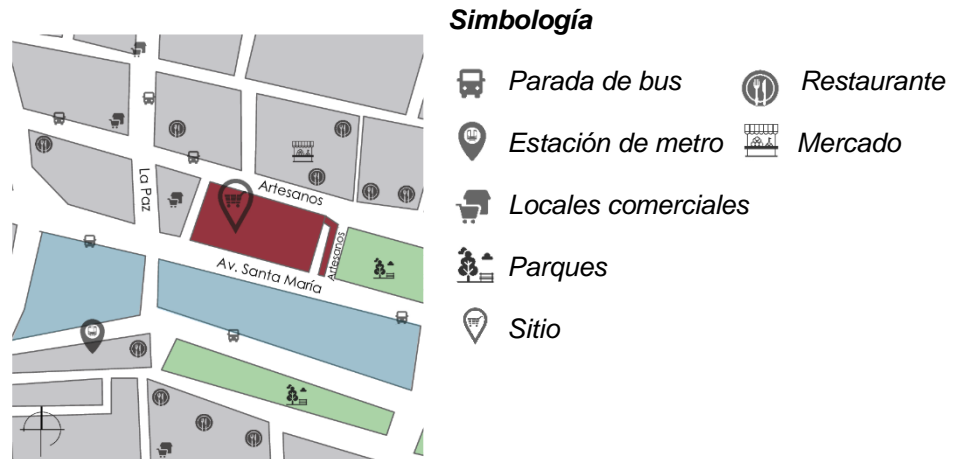 Simbología
Parada de bus
Restaurante
Estación de metro
Mercado
Locales comerciales
Parques
Sitio
La Paz
Artesanos
Artesanos
Av. Santa María